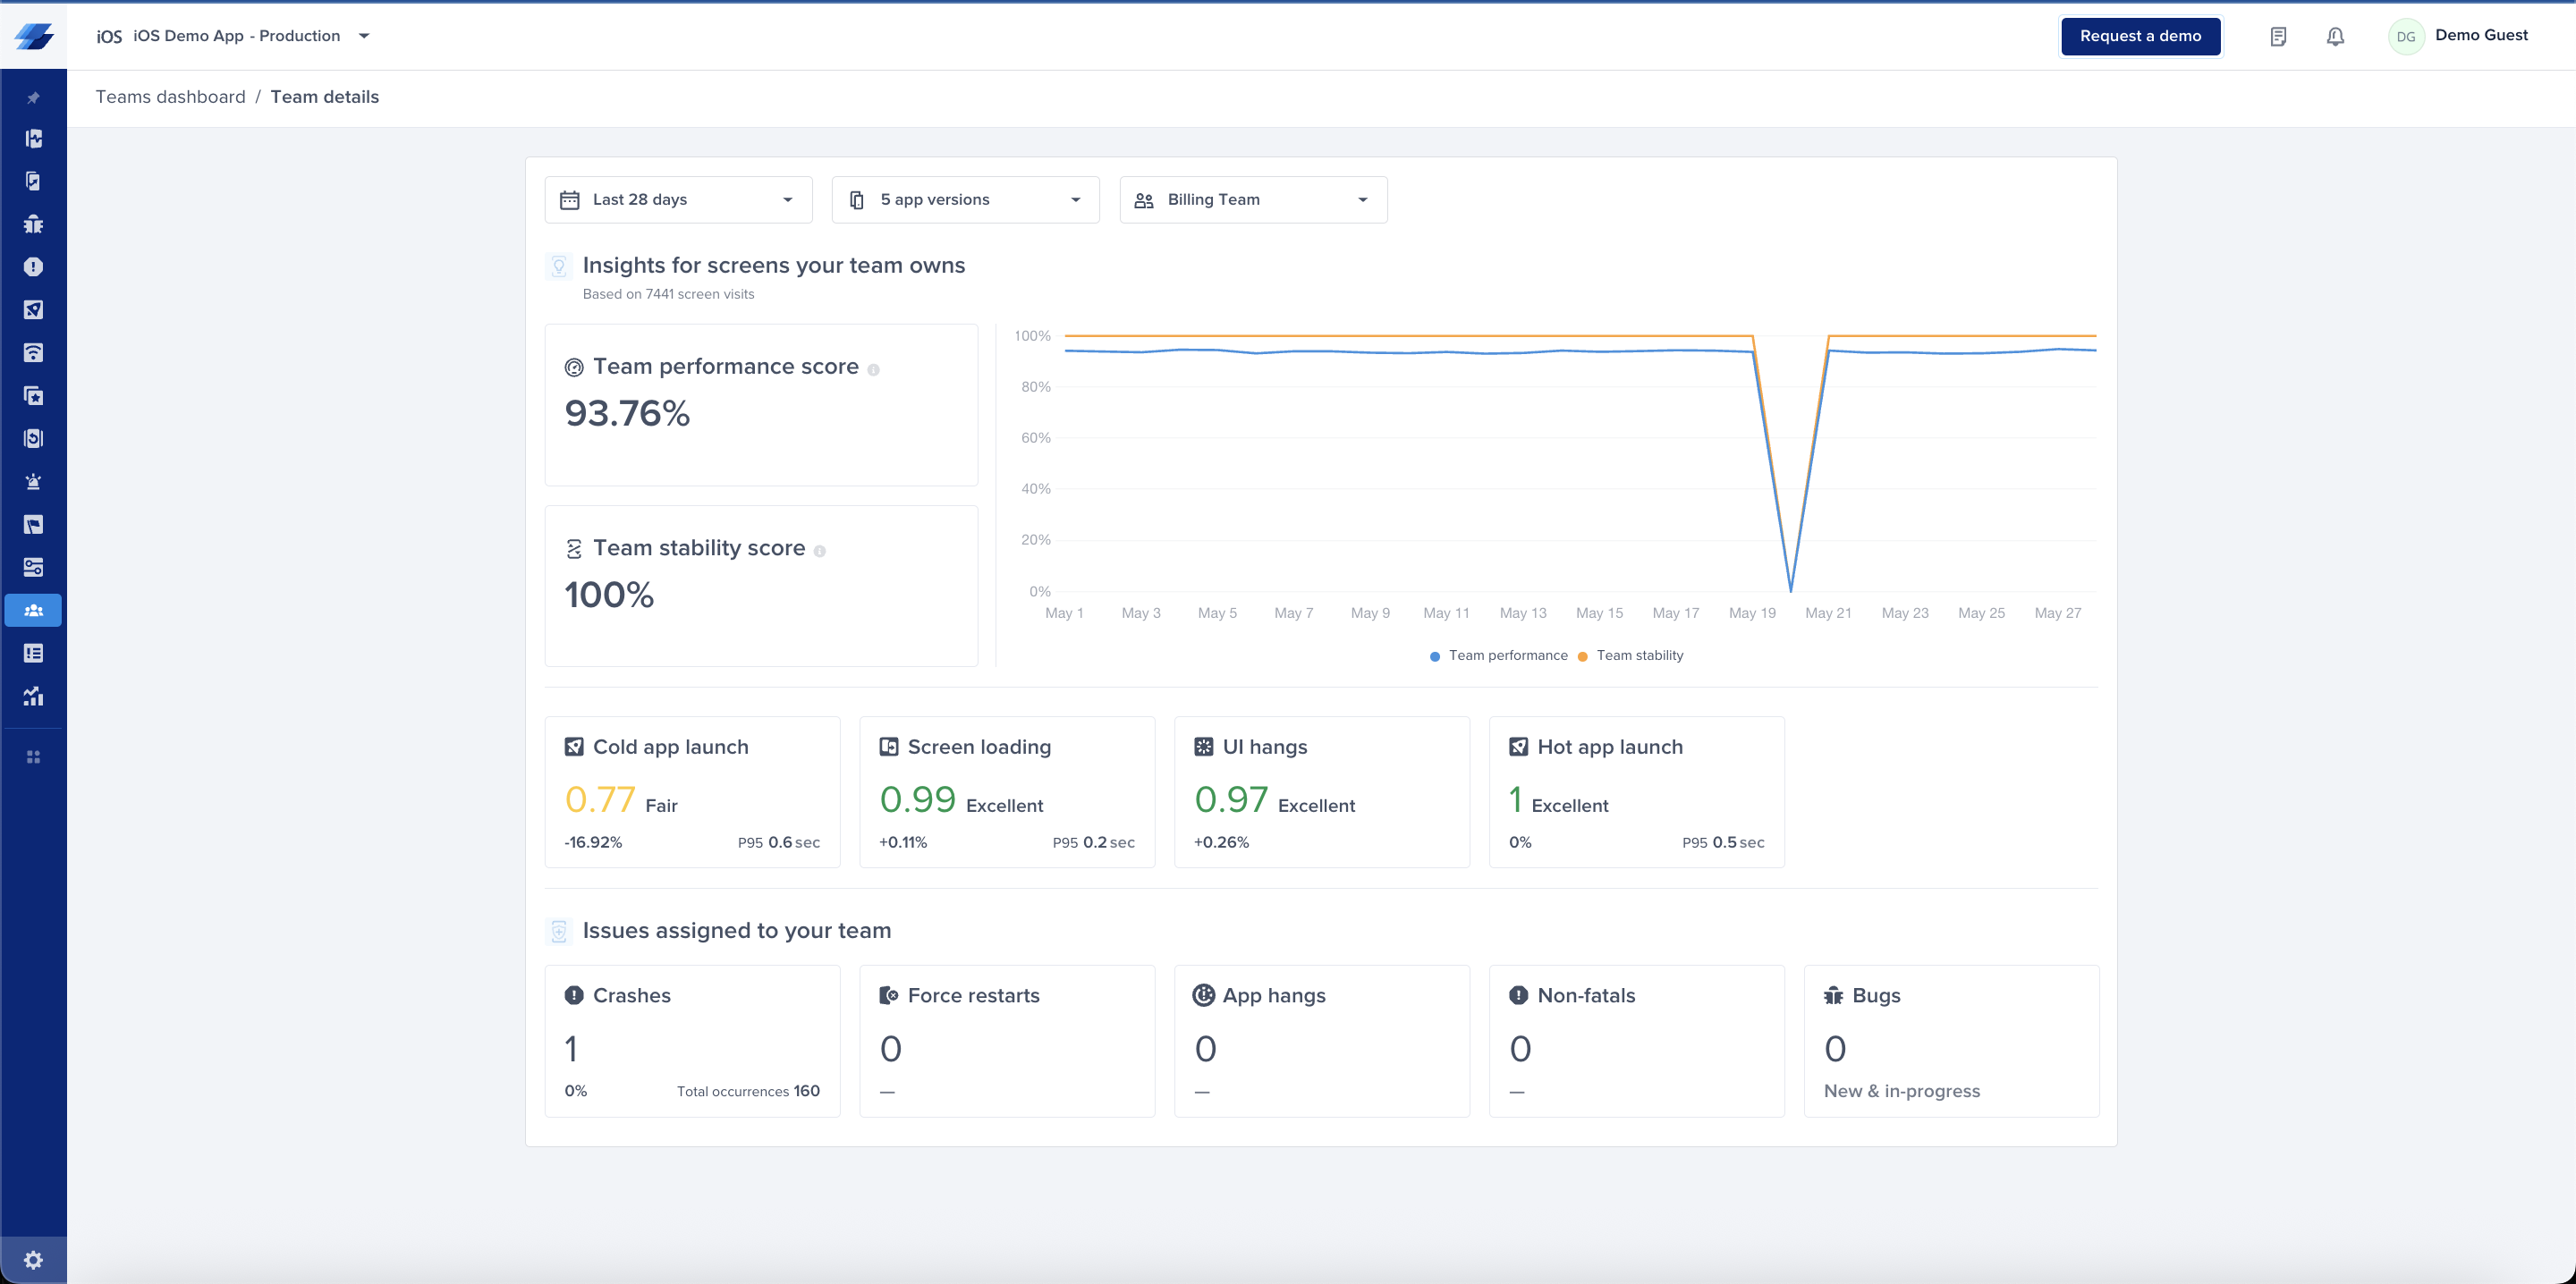 iOS iOS Demo App - Production
Request a demo
DG Demo Guest
Teams dashboard / Team details
Last 28 days
5 app versions
Billing Team
Insights for screens your team owns
Based on 7441 screen visits
Team performance score
93.76%
Team stability score
100%
100%
80%
60%
40%
20%
0%
May 1 May 3 May 5 May 7 May 9 May 11 May 13 May 15 May 17 May 19 May 21 May 23 May 25 May 27
Team performance Team stability
Cold app launch
0.77 Fair
-16.92% P95 0.6 sec
Screen loading
0.99 Excellent
+0.11% P95 0.2 sec
UI hangs
0.97 Excellent
+0.26%
Hot app launch
1 Excellent
0% P95 0.5 sec
Issues assigned to your team
Crashes
1
0% Total occurrences 160
Force restarts
0
—
App hangs
0
—
Non-fatals
0
—
Bugs
0
New & in-progress